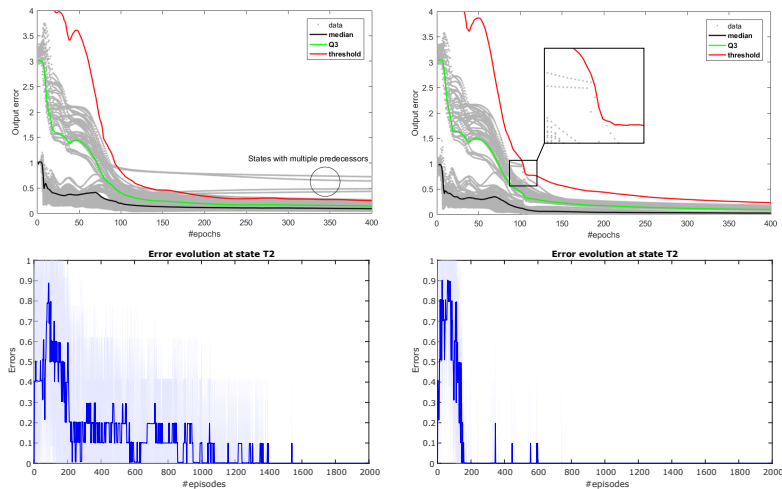 4
3.5
3
2.5
2
1.5
1
0.5
0
Output error
data
median
Q3
threshold
States with multiple predecessors
0 50 100 150 200 250 300 350 400
#epochs
4
3.5
3
2.5
2
1.5
1
0.5
0
Output error
data
median
Q3
threshold
0 50 100 150 200 250 300 350 400
#epochs
Error evolution at state T2
1
0.9
0.8
0.7
0.6
0.5
0.4
0.3
0.2
0.1
0
Errors
0 200 400 600 800 1000 1200 1400 1600 1800 2000
#episodes
Error evolution at state T2
1
0.9
0.8
0.7
0.6
0.5
0.4
0.3
0.2
0.1
0
Errors
0 200 400 600 800 1000 1200 1400 1600 1800 2000
#episodes